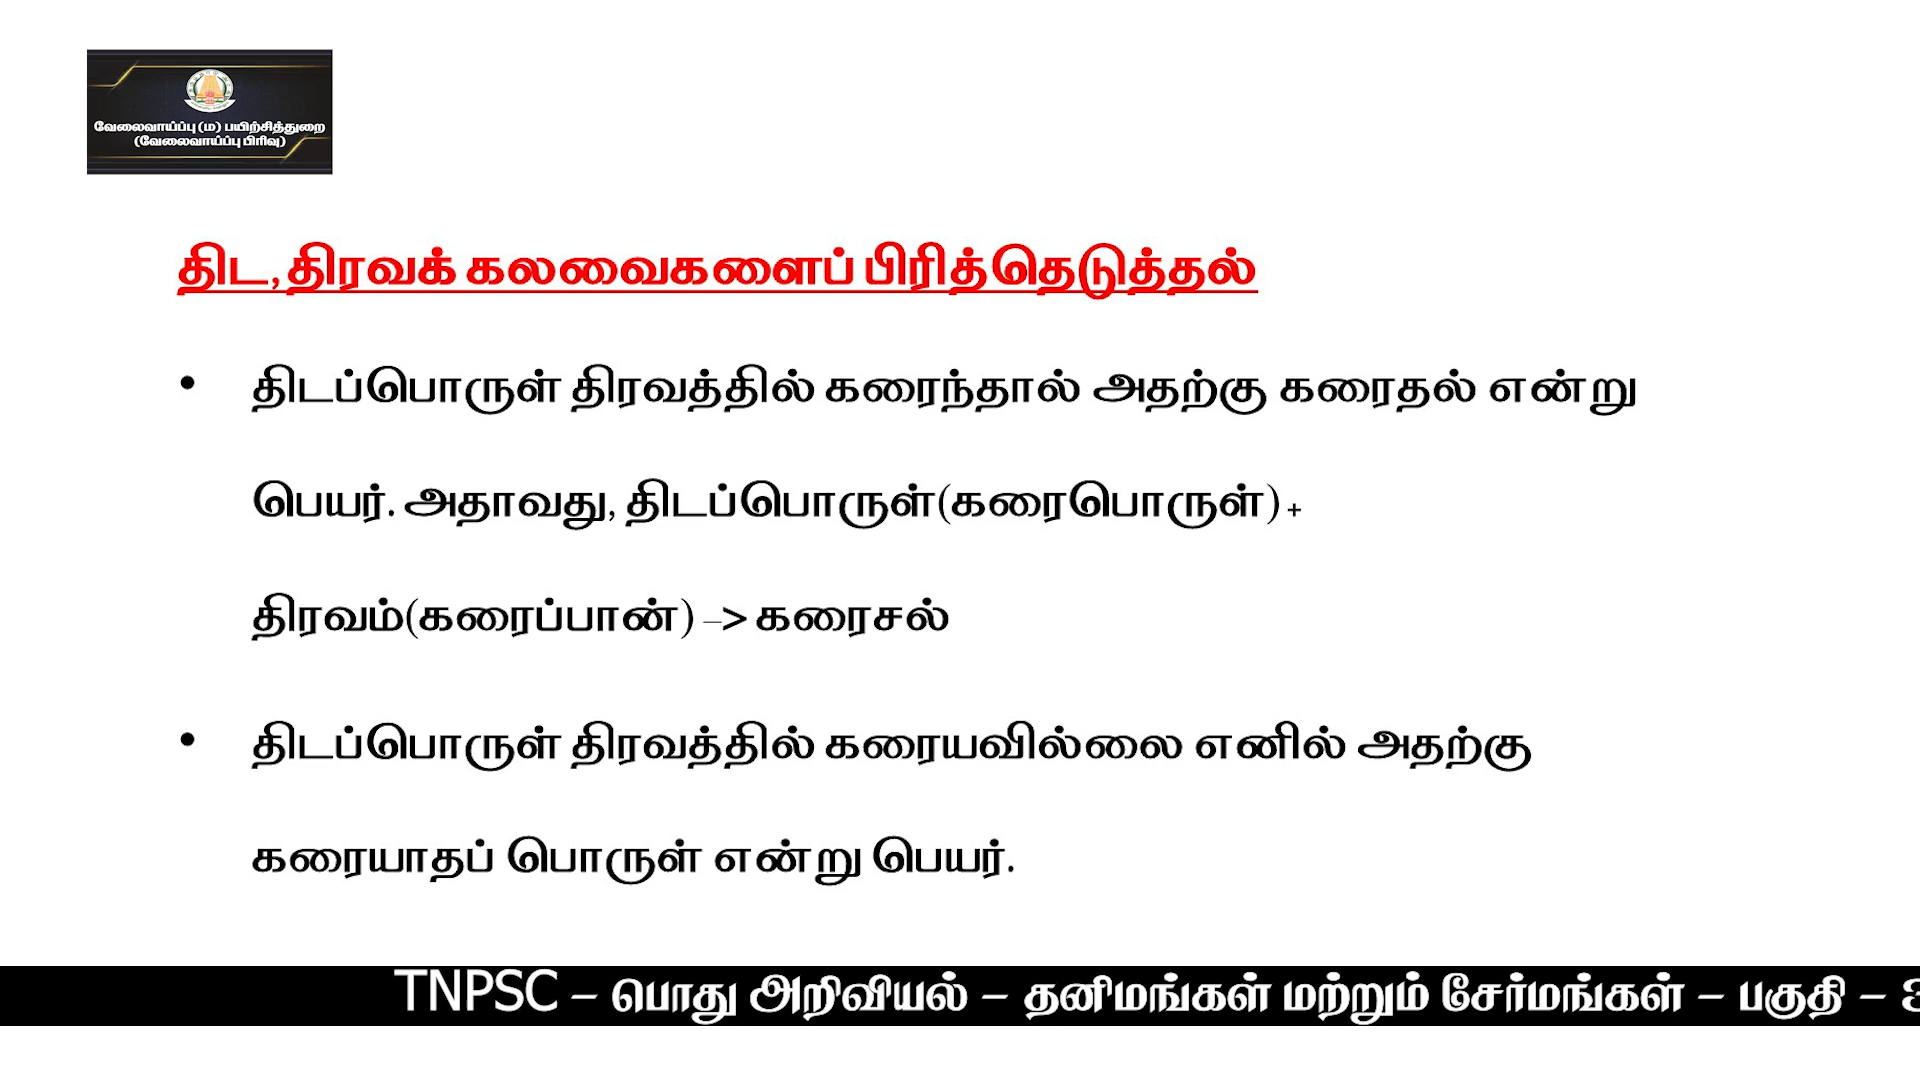 வேலைவாய்ப்பு (ம) பயிற்சித்துறை
(வேலைவாய்ப்பு பிரிவு)
திட, திரவக் கலவைகளைப் பிரித்தெடுத்தல்
• திடப்பொருள் திரவத்தில் கரைந்தால் அதற்கு கரைதல் என்று
பெயர். அதாவது, திடப்பொருள்(கரைபொருள்) +
திரவம்(கரைப்பான்) –> கரைசல்
• திடப்பொருள் திரவத்தில் கரையவில்லை எனில் அதற்கு
கரையாதப் பொருள் என்று பெயர்.
TNPSC – பொது அறிவியல் – தனிமங்கள் மற்றும் சேர்மங்கள் – பகுதி – 3